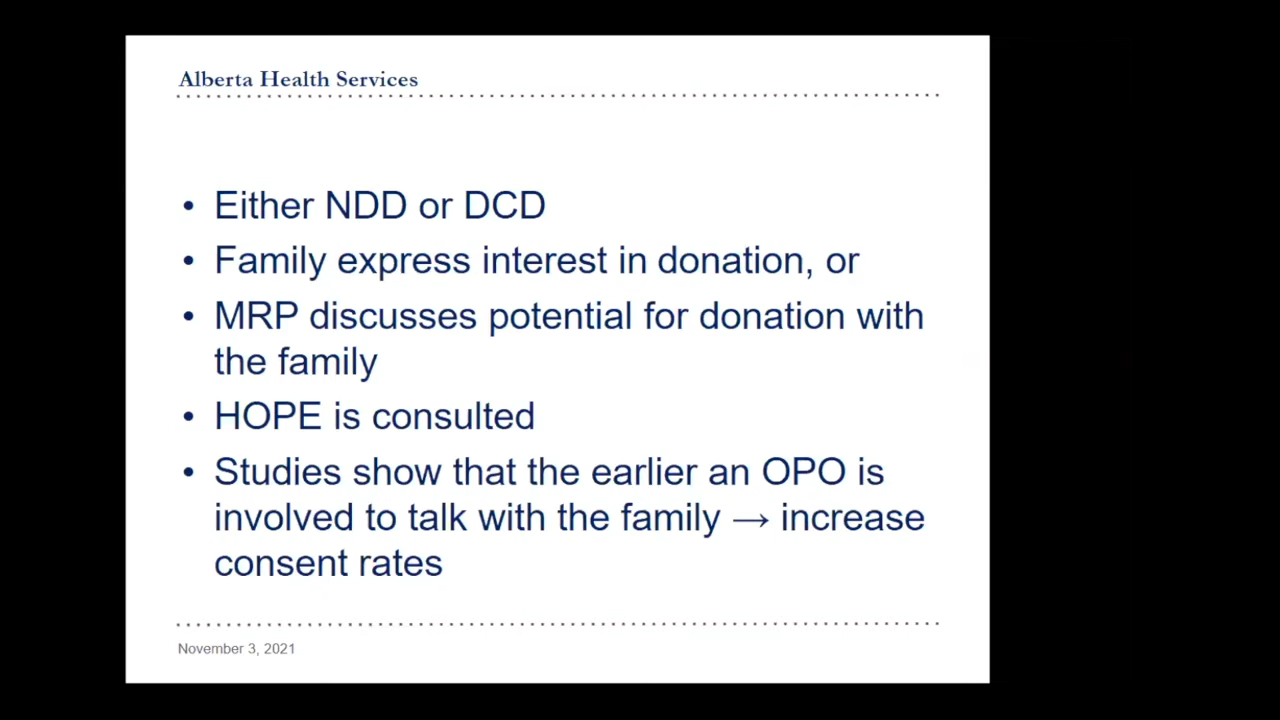 Alberta Health Services
• Either NDD or DCD
• Family express interest in donation, or
• MRP discusses potential for donation with
the family
• HOPE is consulted
• Studies show that the earlier an OPO is
involved to talk with the family → increase
consent rates
November 3, 2021